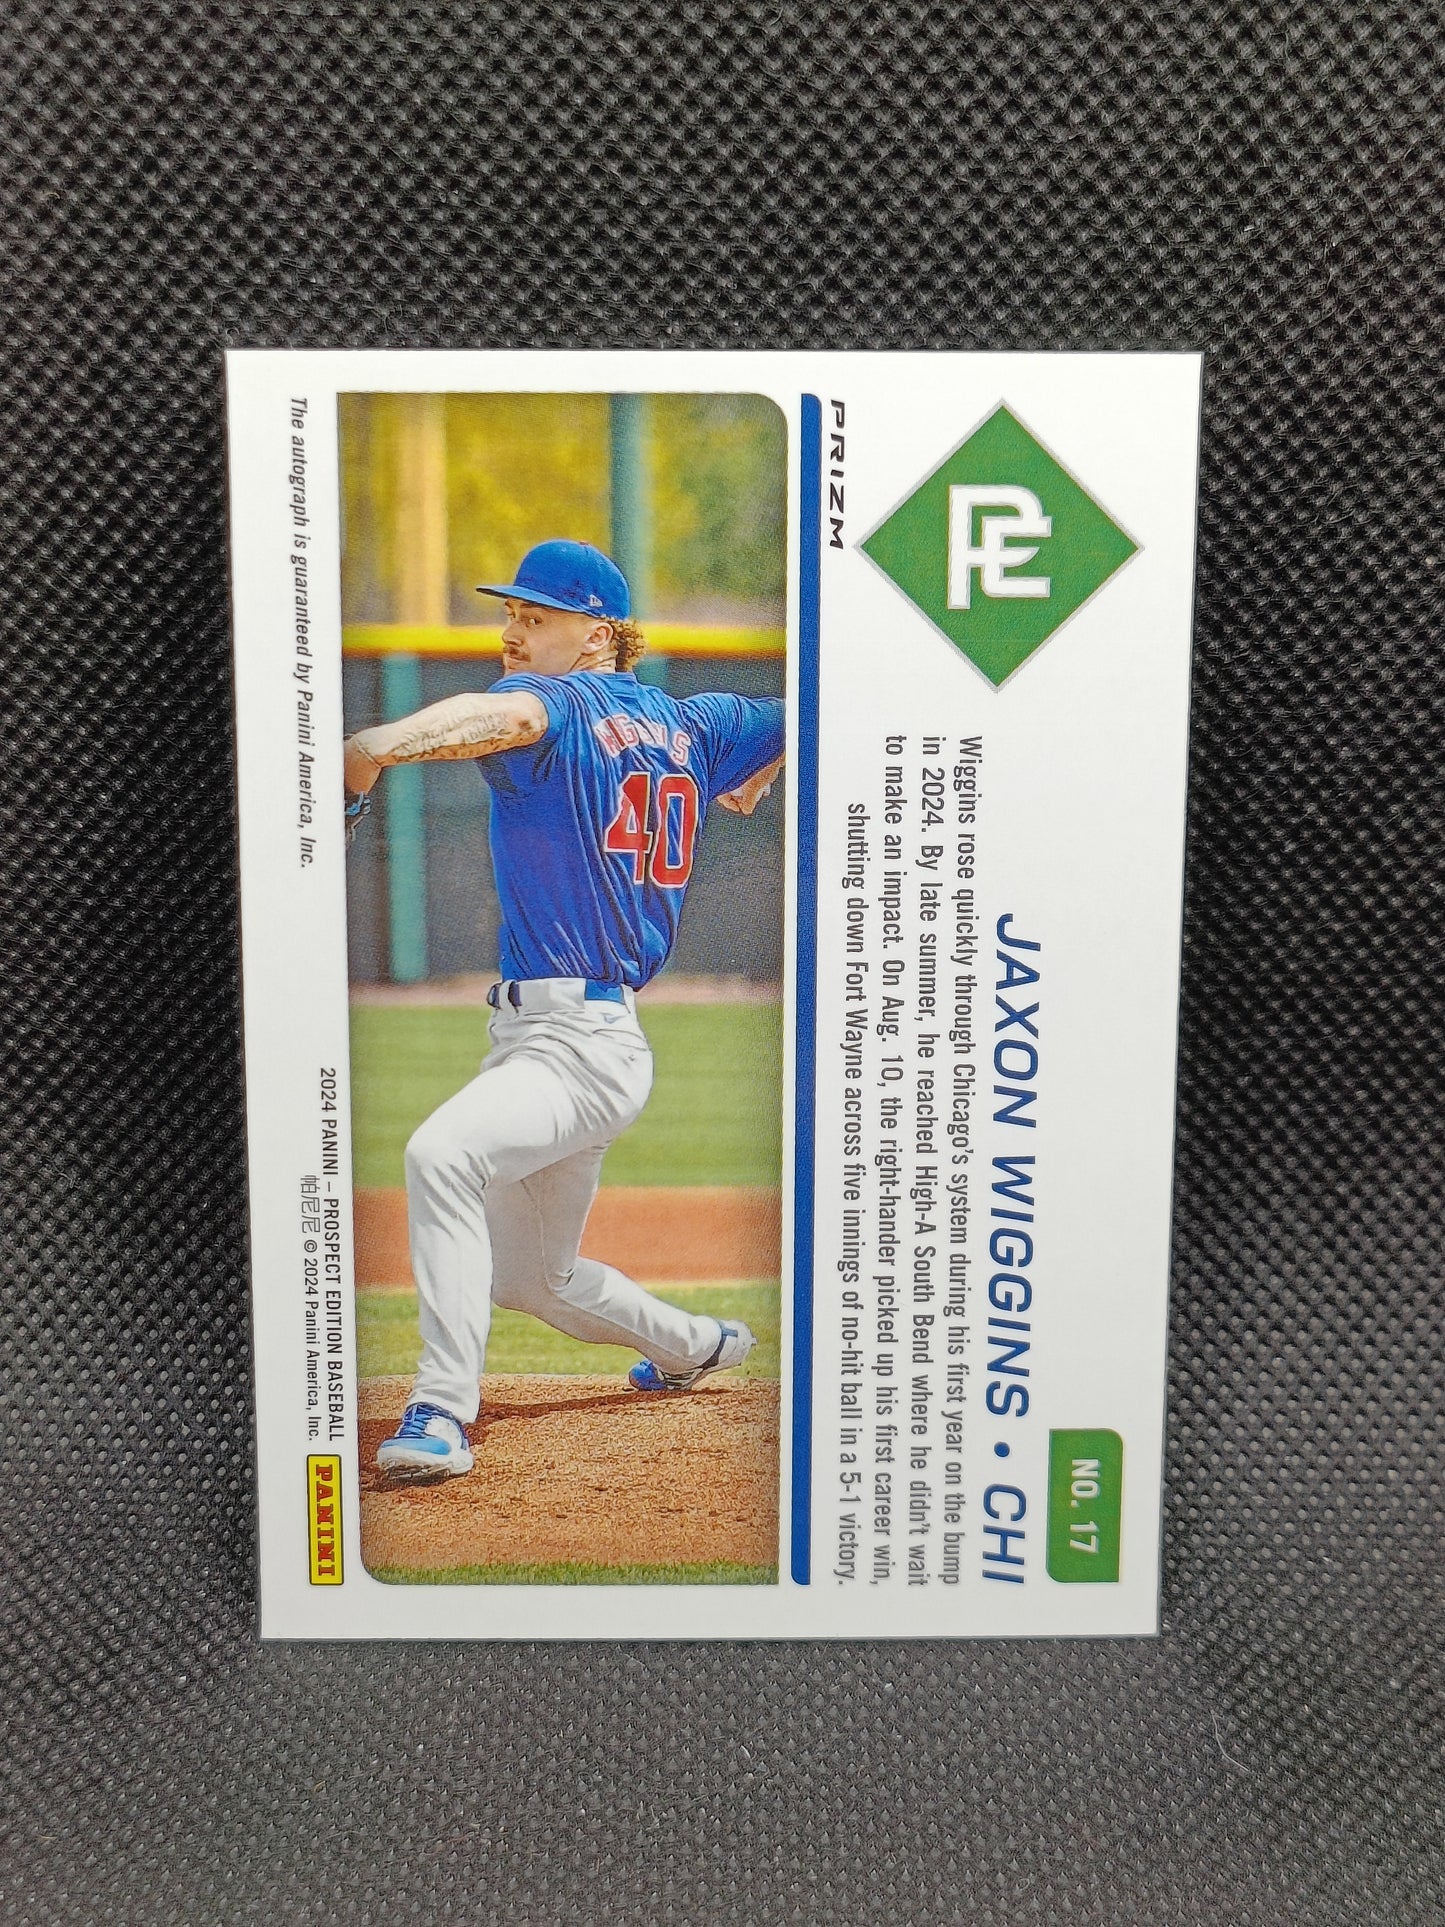 NO. 17
JAXON WIGGINS • CHI
Wiggins rose quickly through Chicago's system during his first year on the bump
in 2024. By late summer, he reached High-A South Bend where he didn't wait
to make an impact. On Aug. 10, the right-hander picked up his first career win,
shutting down Fort Wayne across five innings of no-hit ball in a 5-1 victory.
PRIZM
WIGGINS
40
The autograph is guaranteed by Panini America, Inc.
2024 PANINI – PROSPECT EDITION BASEBALL
帕尼尼 © 2024 Panini America, Inc.
PANINI